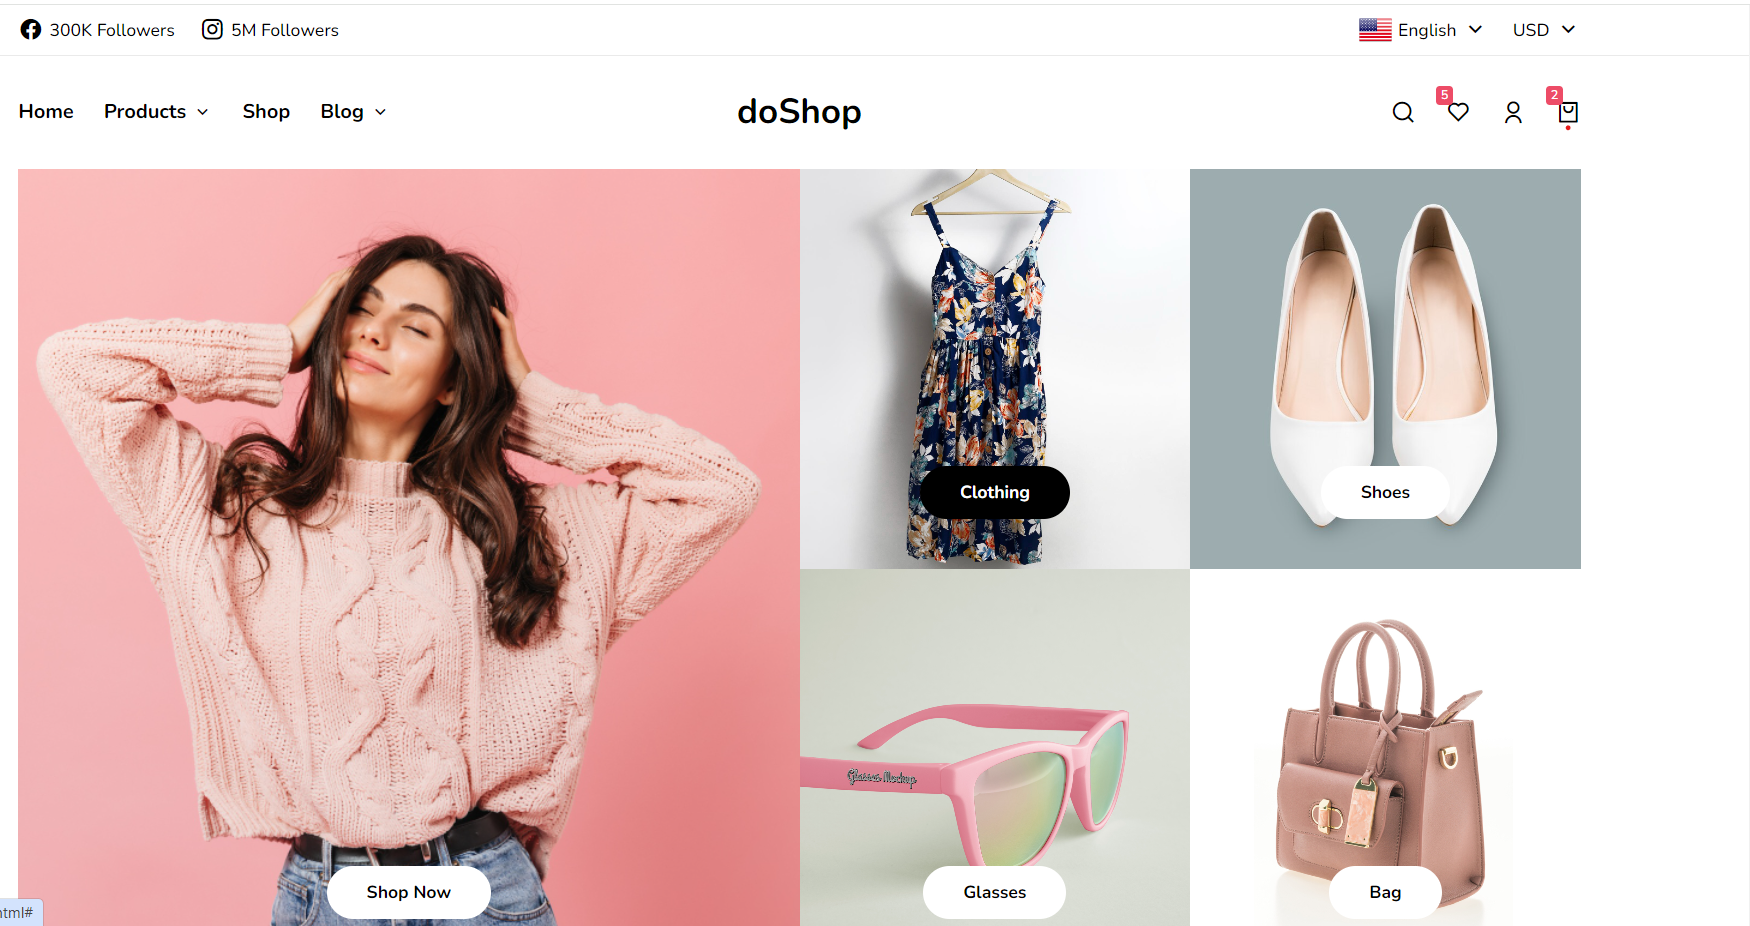 300K Followers 5M Followers English USD
Home Products Shop Blog doShop 5 2
Clothing Shoes
Glasses Mockup
Shop Now Glasses Bag
html#